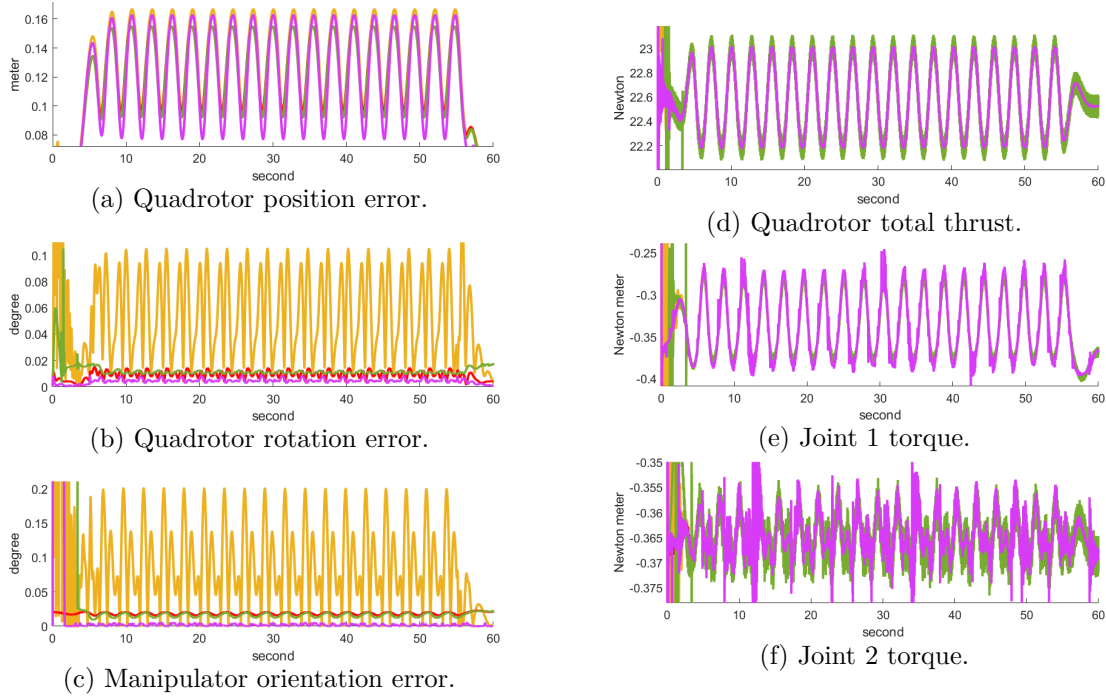 meter
0.16
0.14
0.12
0.1
0.08
10 20 30 40 50 60
second
(a) Quadrotor position error.
degree
0.1
0.08
0.06
0.04
0.02
0
0 10 20 30 40 50 60
second
(b) Quadrotor rotation error.
degree
0.2
0.15
0.1
0.05
0
0 10 20 30 40 50 60
second
(c) Manipulator orientation error.
Newton
23
22.8
22.6
22.4
22.2
0 10 20 30 40 50 60
second
(d) Quadrotor total thrust.
Newton meter
-0.25
-0.3
-0.35
-0.4
0 10 20 30 40 50 60
second
(e) Joint 1 torque.
Newton meter
-0.35
-0.355
-0.36
-0.365
-0.37
-0.375
0 10 20 30 40 50 60
second
(f) Joint 2 torque.